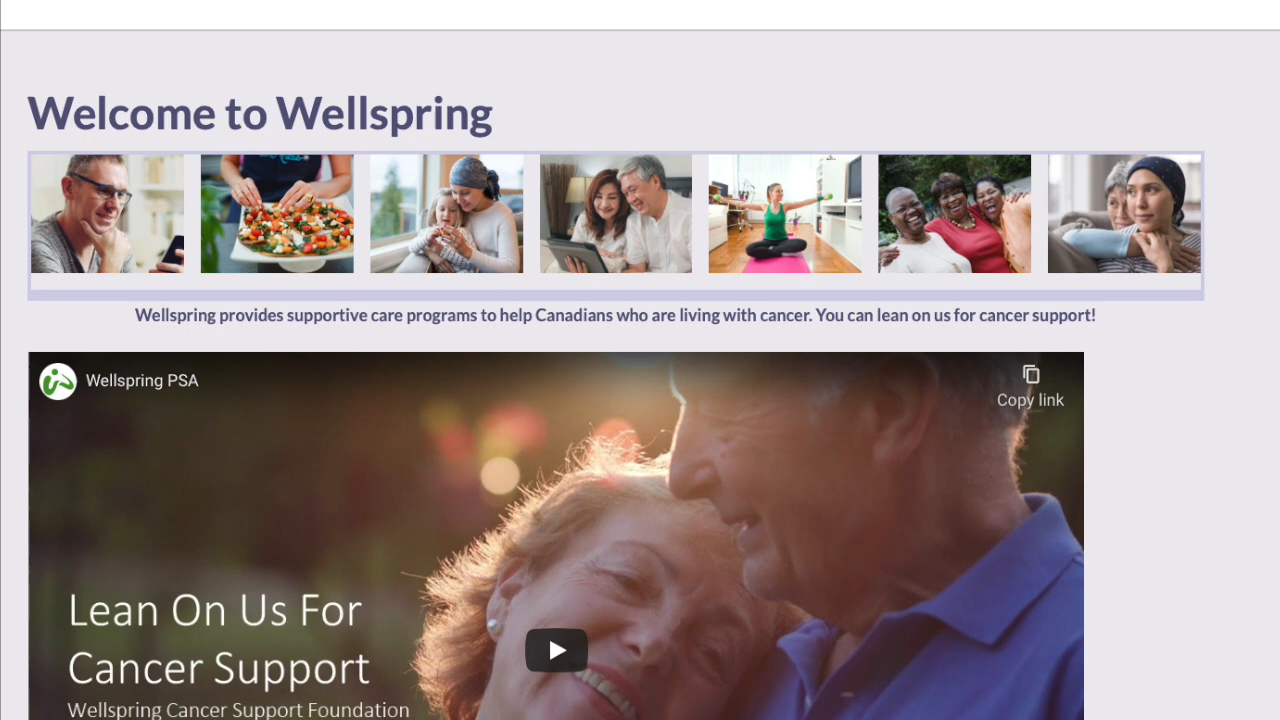 Welcome to Wellspring
Wellspring provides supportive care programs to help Canadians who are living with cancer. You can lean on us for cancer support!
Wellspring PSA
Copy link
Lean On Us For
Cancer Support
Wellspring Cancer Support Foundation